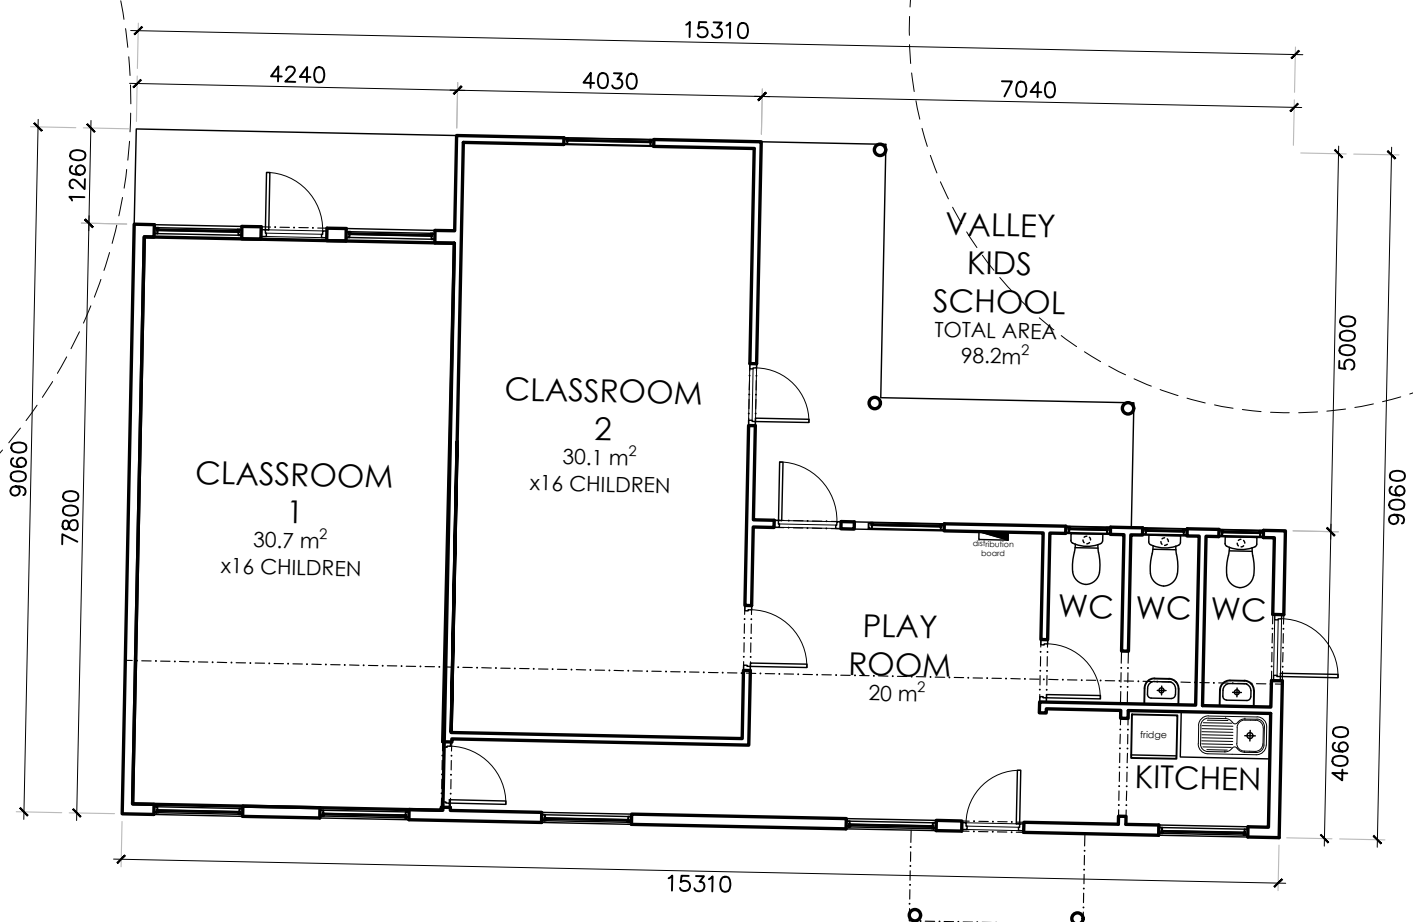 15310
4240
4030
7040
1260
VALLEY
KIDS
SCHOOL
TOTAL AREA
98.2m²
5000
CLASSROOM
2
30.1 m²
x16 CHILDREN
CLASSROOM
1
30.7 m²
x16 CHILDREN
9060
7800
9060
distribution
board
WC
WC
WC
PLAY
ROOM
20 m²
fridge
KITCHEN
4060
15310